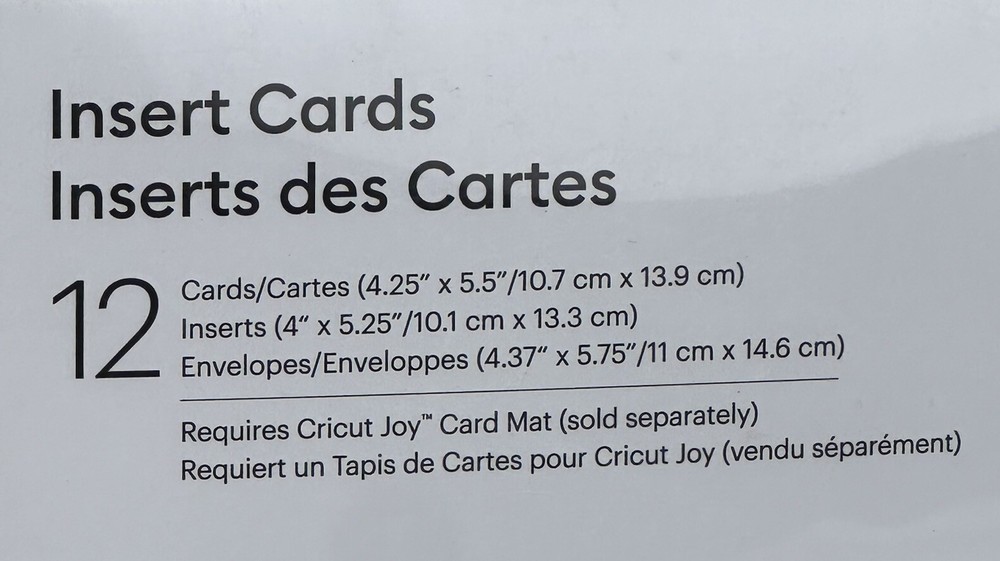 Insert Cards
Inserts des Cartes
12
Cards/Cartes (4.25” x 5.5”/10.7 cm x 13.9 cm)
Inserts (4“ x 5.25”/10.1 cm x 13.3 cm)
Envelopes/Enveloppes (4.37“ x 5.75”/11 cm x 14.6 cm)
Requires Cricut Joy™ Card Mat (sold separately)
Requiert un Tapis de Cartes pour Cricut Joy (vendu séparément)